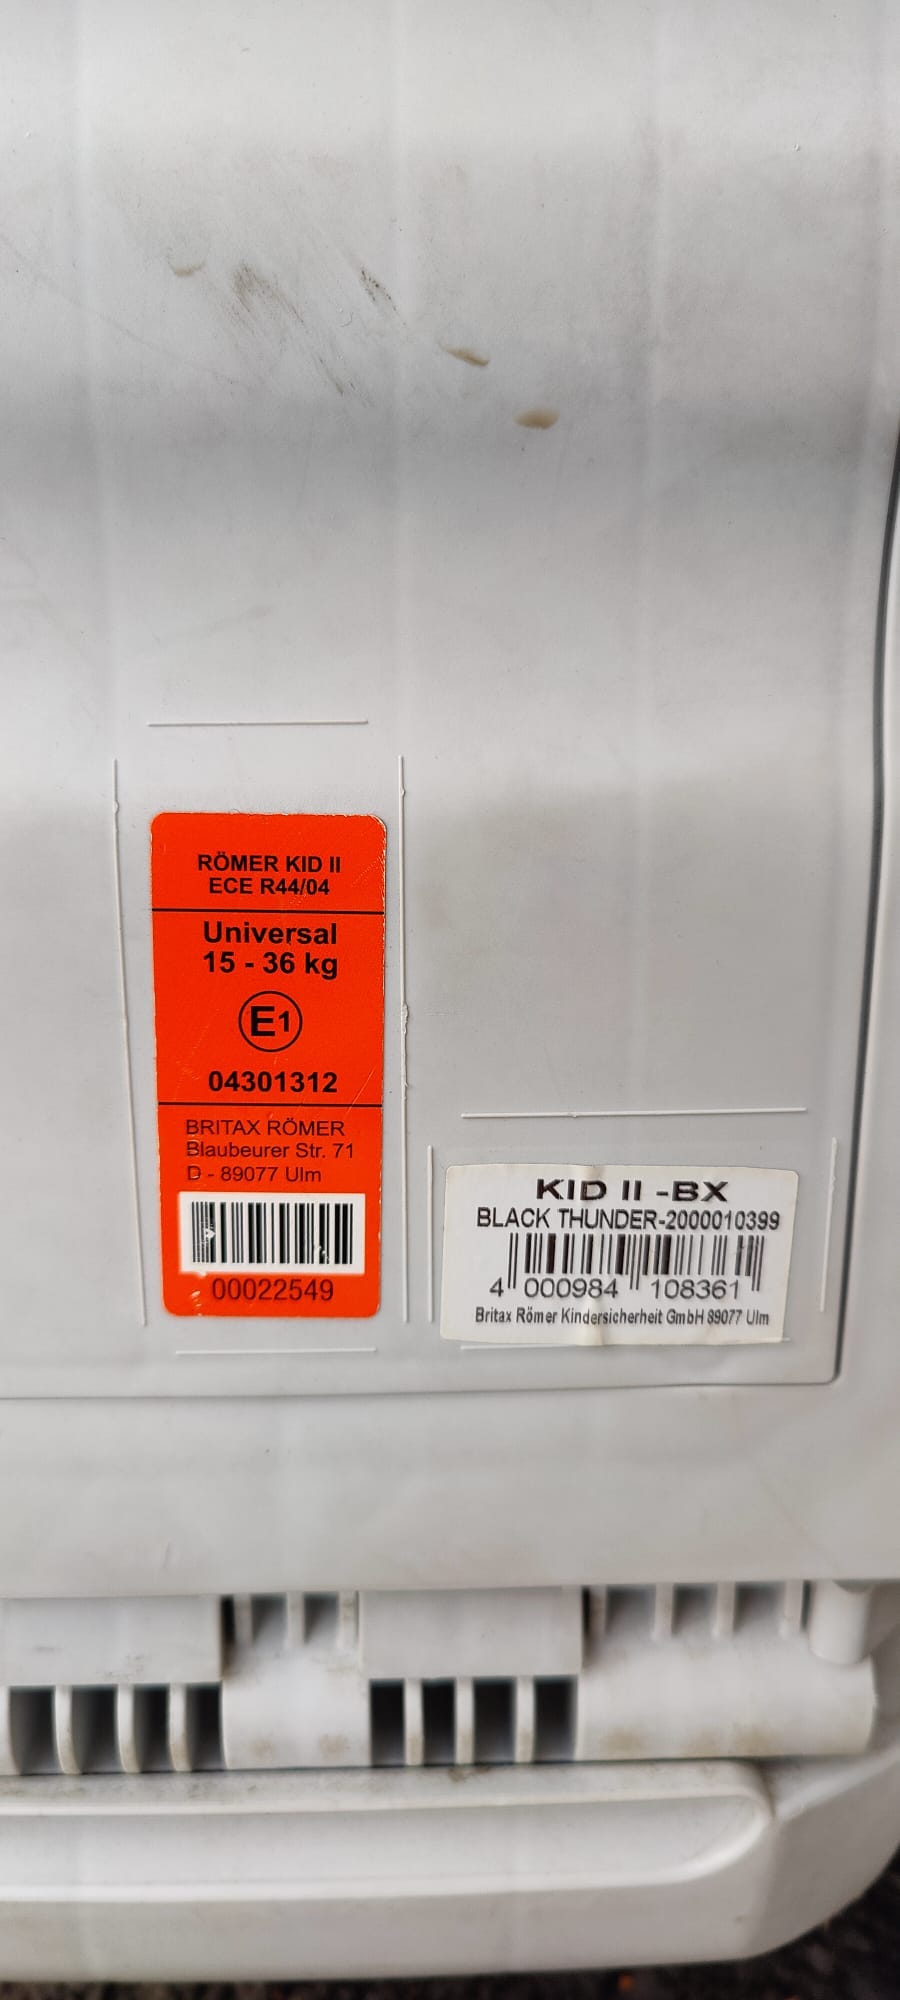 RÖMER KID II
ECE R44/04
Universal
15 - 36 kg
E1
04301312
BRITAX RÖMER
Blaubeurer Str. 71
D - 89077 Ulm
00022549
KID II -BX
BLACK THUNDER-2000010399
4 000984 108361
Britax Römer Kindersicherheit GmbH 89077 Ulm